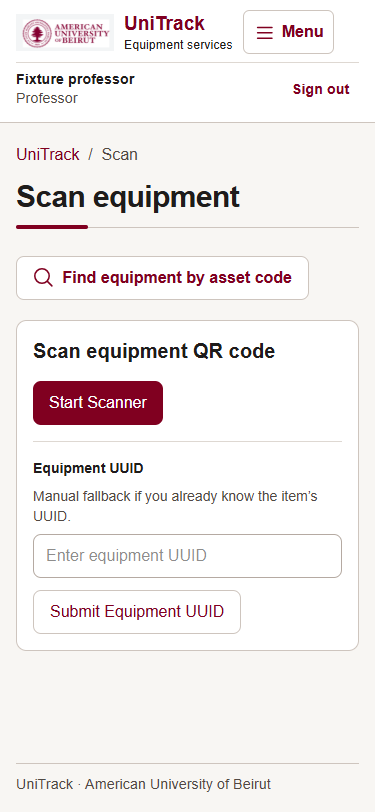 AMERICAN
UNIVERSITY
OF BEIRUT
UniTrack
Equipment services
Menu
Fixture professor
Professor
Sign out
UniTrack / Scan
Scan equipment
Find equipment by asset code
Scan equipment QR code
Start Scanner
Equipment UUID
Manual fallback if you already know the item’s
UUID.
Enter equipment UUID
Submit Equipment UUID
UniTrack · American University of Beirut